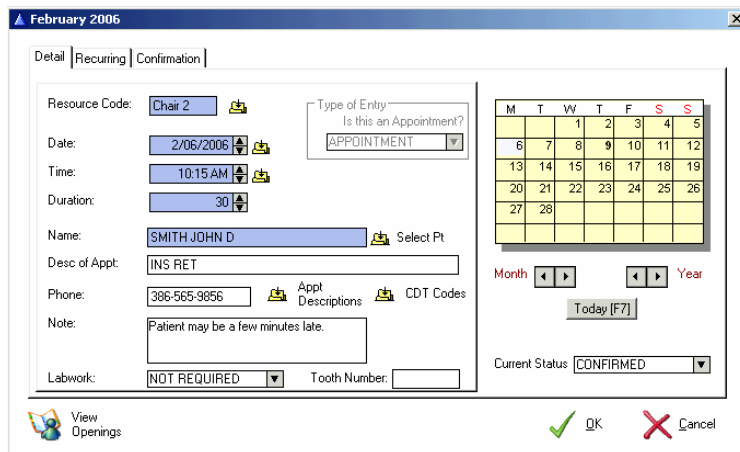 February 2006
Detail Recurring Confirmation
Resource Code: Chair 2
Type of Entry
Is this an Appointment?
APPOINTMENT
Date: 2/06/2006
Time: 10:15 AM
Duration: 30
Name: SMITH JOHN D Select Pt
Desc of Appt: INS RET
Phone: 386-565-9856 Appt Descriptions CDT Codes
Note: Patient may be a few minutes late.
Labwork: NOT REQUIRED Tooth Number:
M T W T F S S
1 2 3 4 5
6 7 8 9 10 11 12
13 14 15 16 17 18 19
20 21 22 23 24 25 26
27 28
Month Year
Today [F7]
Current Status CONFIRMED
View
Openings
OK Cancel